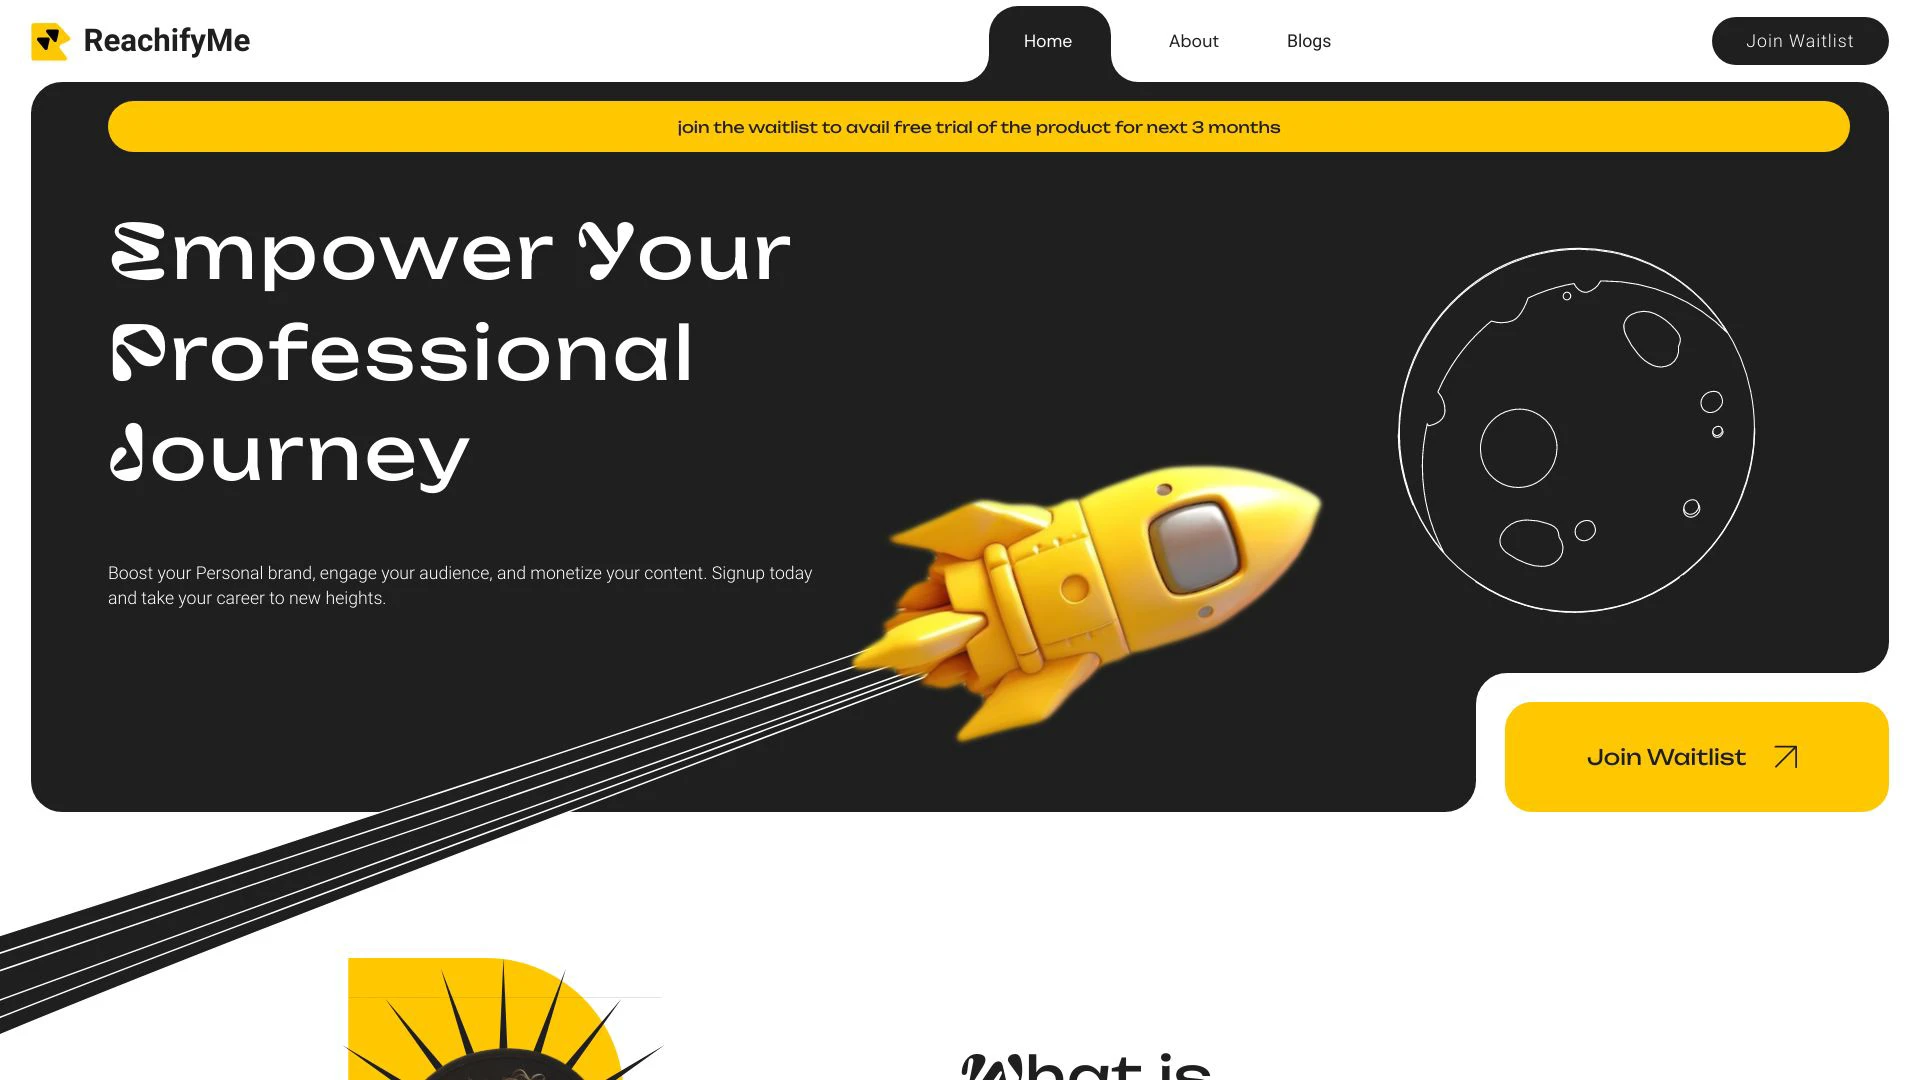 ReachifyMe
Home
About
Blogs
Join Waitlist
join the waitlist to avail free trial of the product for next 3 months
Empower Your
Professional
Journey
Boost your Personal brand, engage your audience, and monetize your content. Signup today
and take your career to new heights.
Join Waitlist
What is